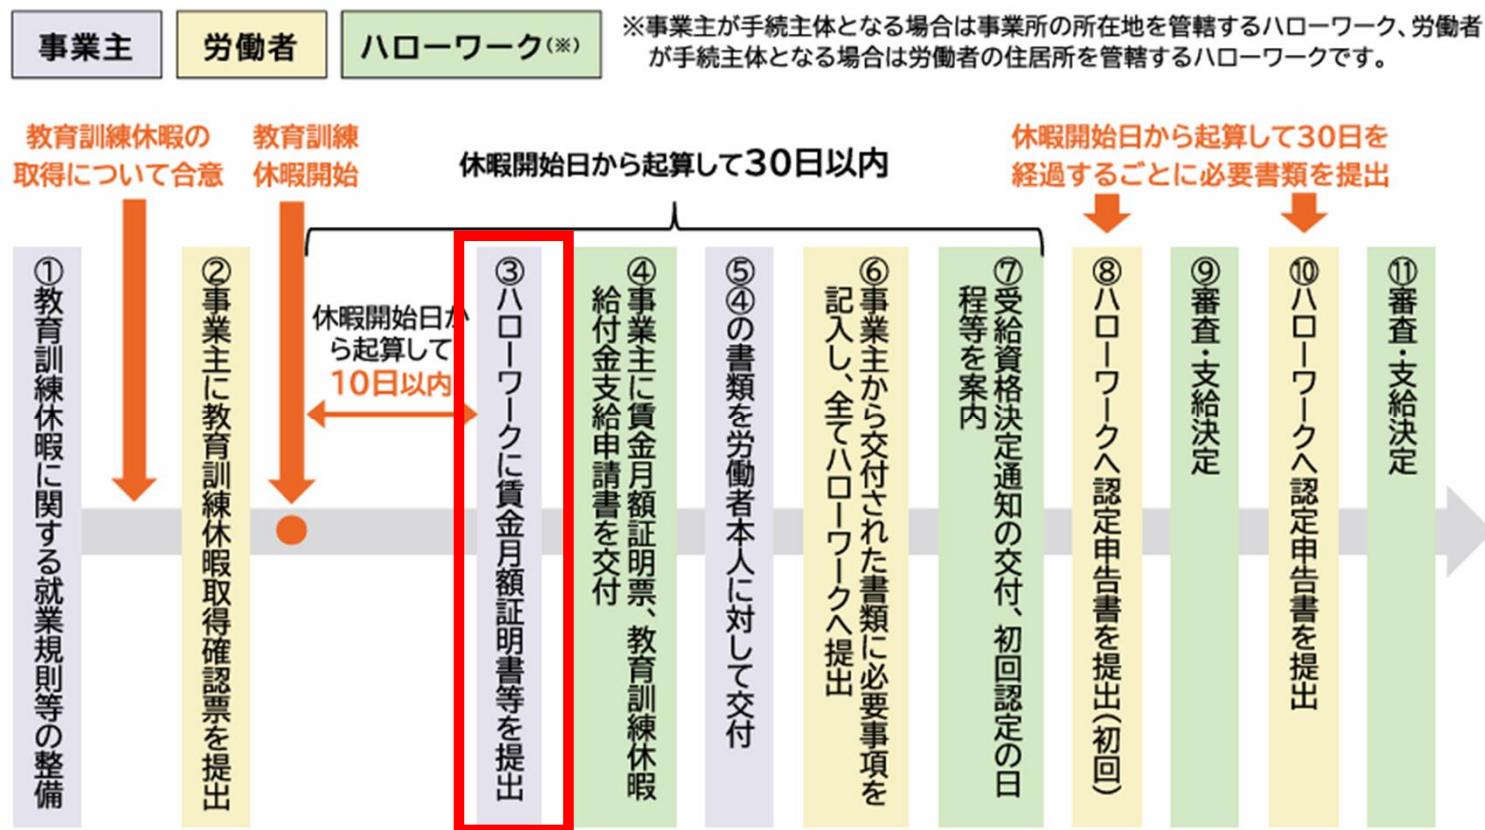 事業主
労働者
ハローワーク(※)
※事業主が手続主体となる場合は事業所の所在地を管轄するハローワーク、労働者
が手続主体となる場合は労働者の住居所を管轄するハローワークです。
教育訓練休暇の
取得について合意
教育訓練
休暇開始
休暇開始日から起算して30日以内
休暇開始日から起算して30日を
経過するごとに必要書類を提出
①教育訓練休暇に関する就業規則等の整備
②事業主に教育訓練休暇取得確認票を提出
休暇開始日か
ら起算して
10日以内
③ハローワークに賃金月額証明書等を提出
④事業主に賃金月額証明票、教育訓練休暇
給付金支給申請書を交付
⑤④の書類を労働者本人に対して交付
⑥事業主から交付された書類に必要事項を
記入し、全てハローワークへ提出
⑦受給資格決定通知の交付、初回認定の日
程等を案内
⑧ハローワークへ認定申告書を提出(初回)
⑨審査・支給決定
⑩ハローワークへ認定申告書を提出
⑪審査・支給決定